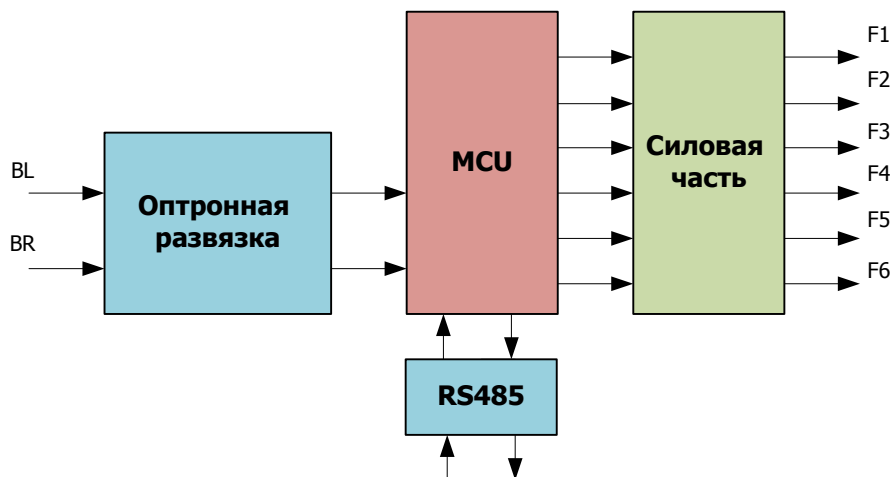 F1
F2
F3
F4
F5
F6
MCU
Силовая
часть
BL
BR
Оптронная
развязка
RS485